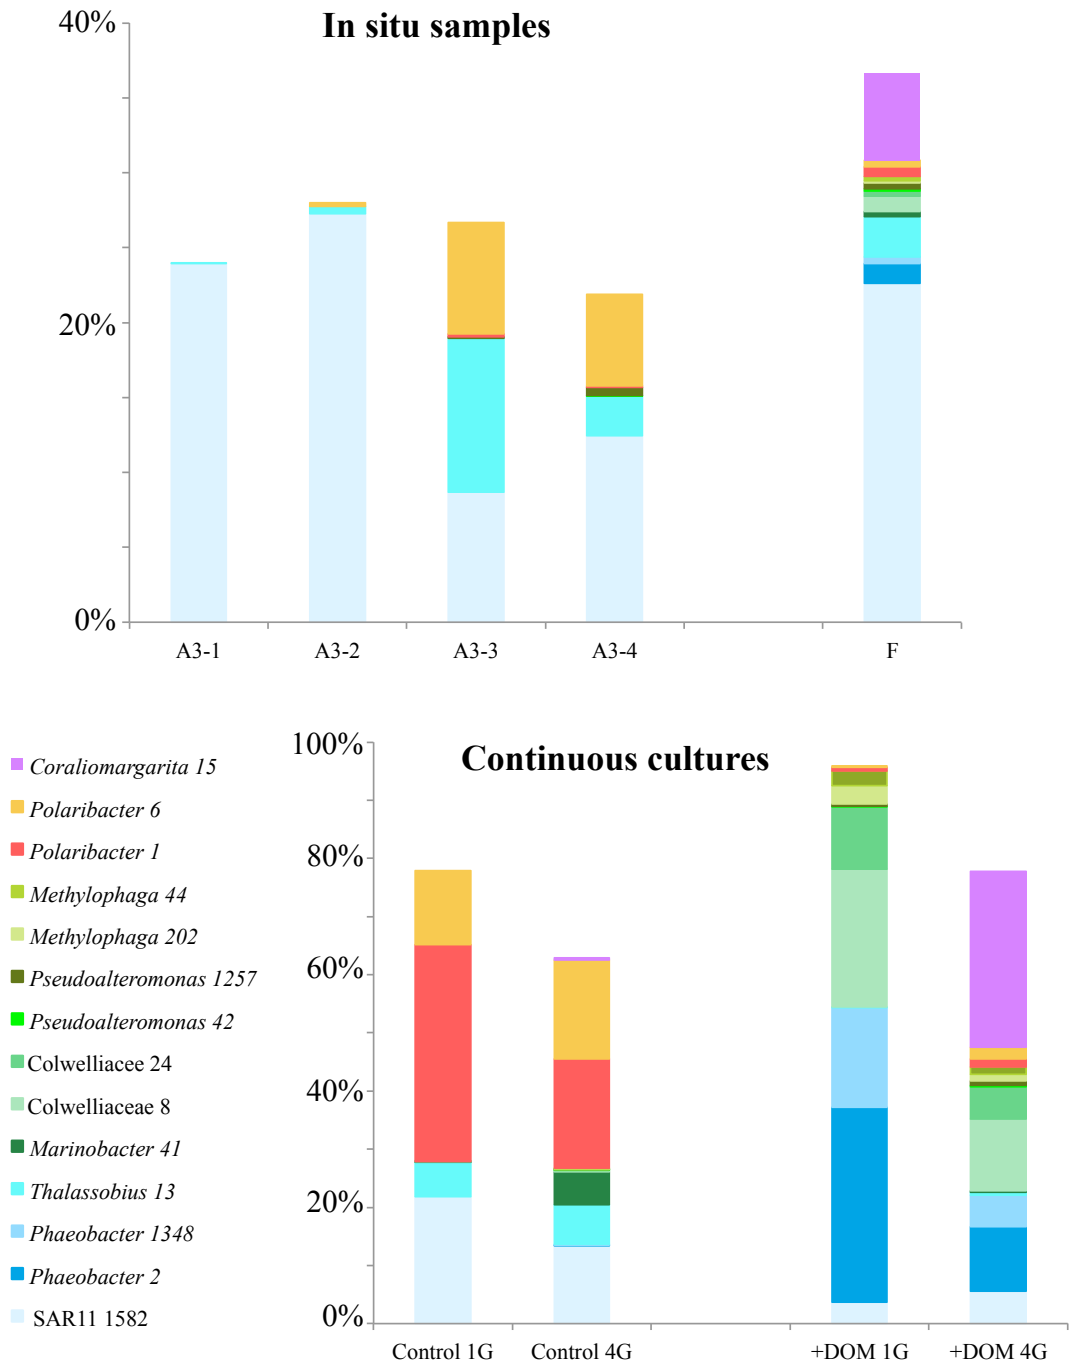 In situ samples
40%
20%
0%
A3-1
A3-2
A3-3
A3-4
F
Continuous cultures
100%
80%
60%
40%
20%
0%
Coraliomargarita 15
Polaribacter 6
Polaribacter 1
Methylophaga 44
Methylophaga 202
Pseudoalteromonas 1257
Pseudoalteromonas 42
Colwelliacee 24
Colwelliaceae 8
Marinobacter 41
Thalassobius 13
Phaeobacter 1348
Phaeobacter 2
SAR11 1582
Control 1G
Control 4G
+DOM 1G
+DOM 4G